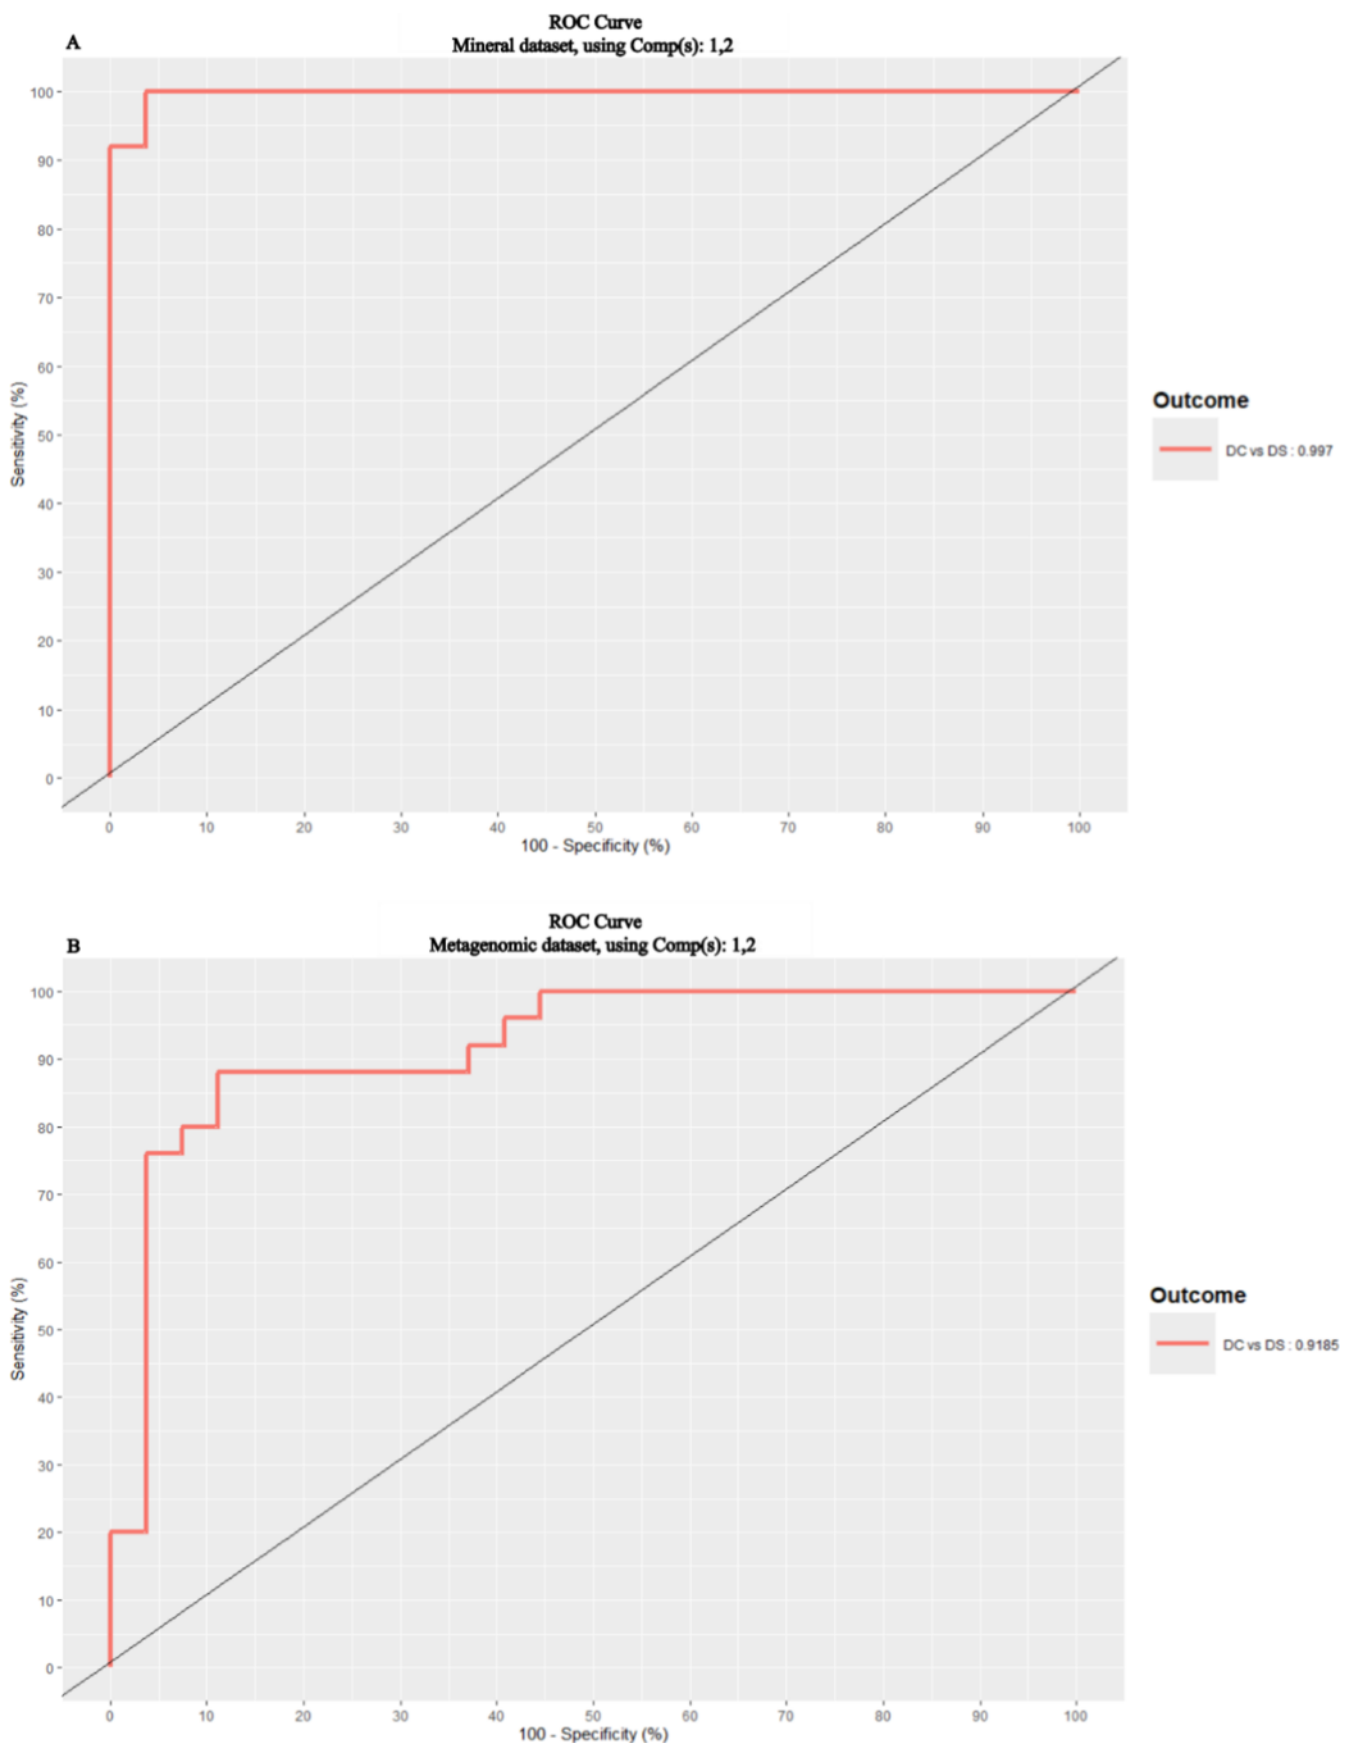 A
ROC Curve
Mineral dataset, using Comp(s): 1,2
100
90
80
70
60
50
40
30
20
10
0
Sensitivity (%)
0 10 20 30 40 50 60 70 80 90 100
100 - Specificity (%)
Outcome
DC vs DS : 0.997
B
ROC Curve
Metagenomic dataset, using Comp(s): 1,2
100
90
80
70
60
50
40
30
20
10
0
Sensitivity (%)
0 10 20 30 40 50 60 70 80 90 100
100 - Specificity (%)
Outcome
DC vs DS : 0.9185